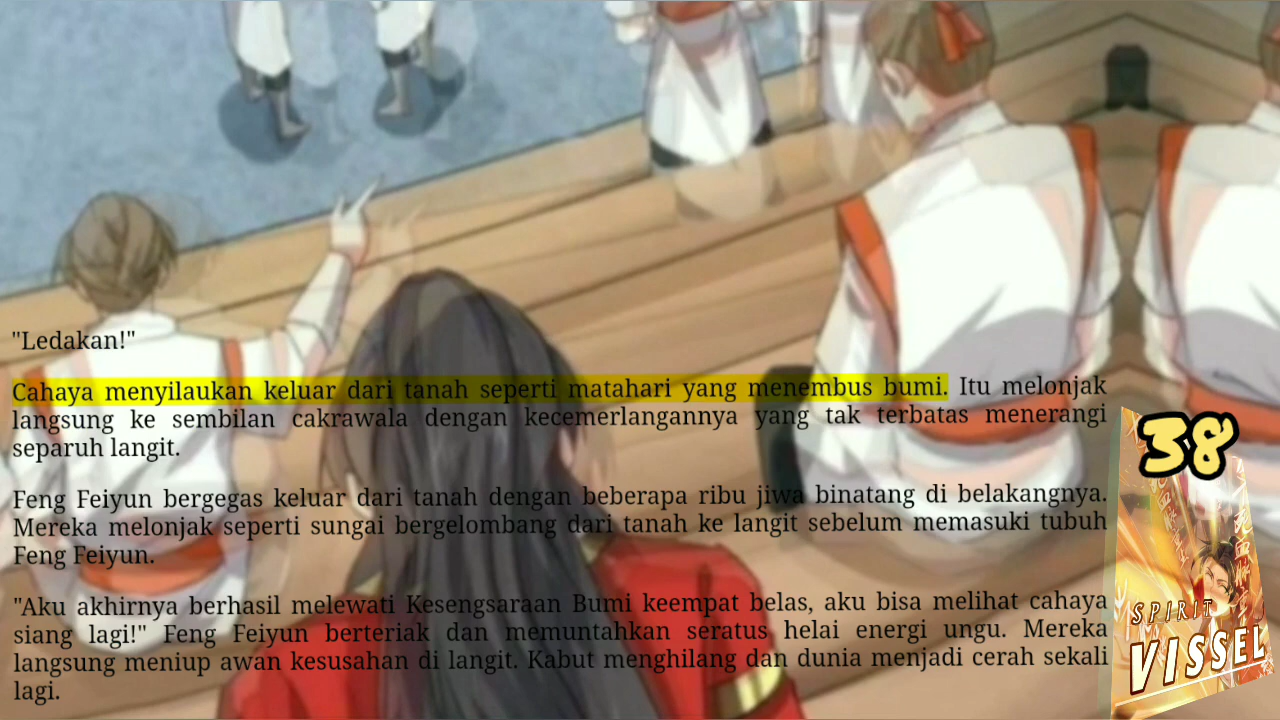 "Ledakan!"
Cahaya menyilaukan keluar dari tanah seperti matahari yang menembus bumi. Itu melonjak
langsung ke sembilan cakrawala dengan kecemerlangannya yang tak terbatas menerangi
separuh langit.
Feng Feiyun bergegas keluar dari tanah dengan beberapa ribu jiwa binatang di belakangnya.
Mereka melonjak seperti sungai bergelombang dari tanah ke langit sebelum memasuki tubuh
Feng Feiyun.
"Aku akhirnya berhasil melewati Kesengsaraan Bumi keempat belas, aku bisa melihat cahaya
siang lagi!" Feng Feiyun berteriak dan memuntahkan seratus helai energi ungu. Mereka
langsung meniup awan kesusahan di langit. Kabut menghilang dan dunia menjadi cerah sekali
lagi.
38
SPIRIT
VISSEL